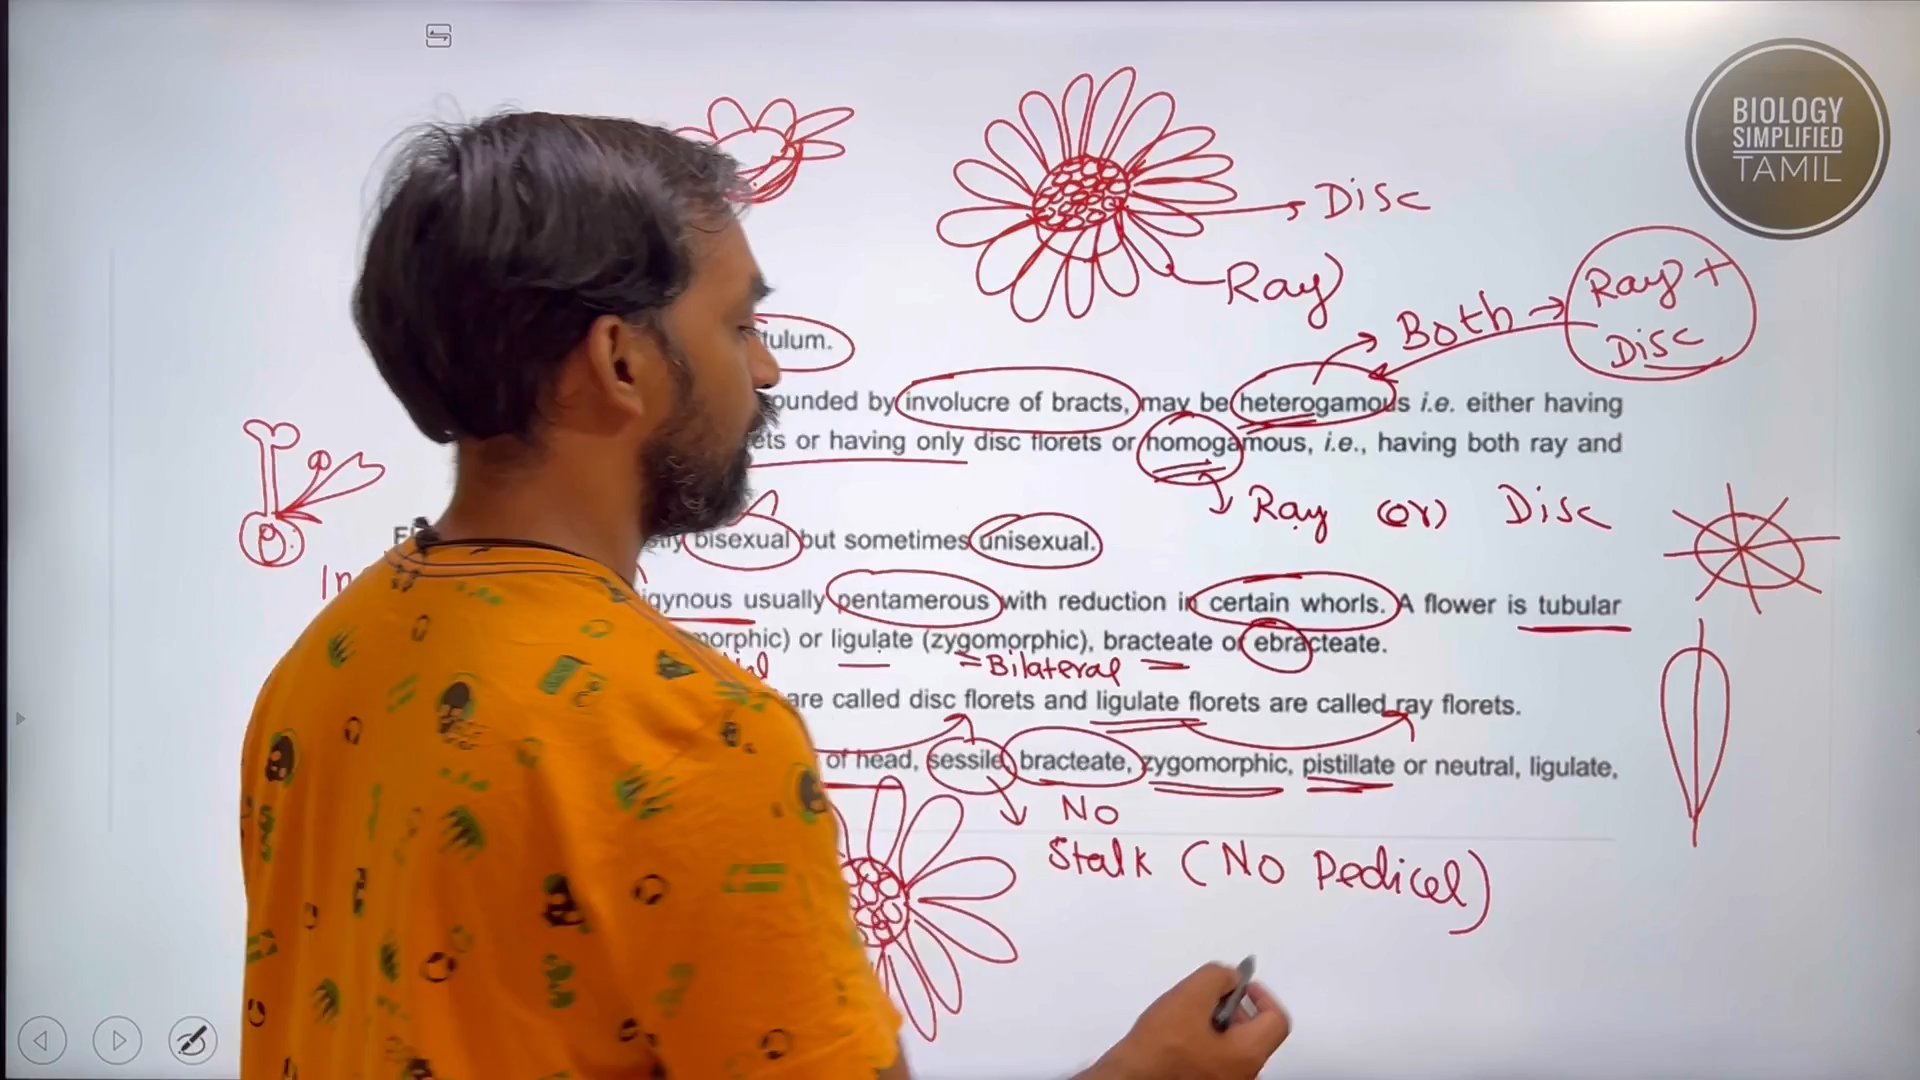 BIOLOGY
SIMPLIFIED
TAMIL
Disc
Ray
Both → Ray +
Disc
tulum.
ounded by involucre of bracts, may be heterogamous i.e. either having
ets or having only disc florets or homogamous, i.e., having both ray and
Ray (or) Disc
bisexual but sometimes unisexual.
In
igynous usually pentamerous with reduction in certain whorls. A flower is tubular
morphic) or ligulate (zygomorphic), bracteate or ebracteate.
= Bilateral
are called disc florets and ligulate florets are called ray florets.
of head, sessile, bracteate, zygomorphic, pistillate or neutral, ligulate,
No
Stalk (No Pedicel)